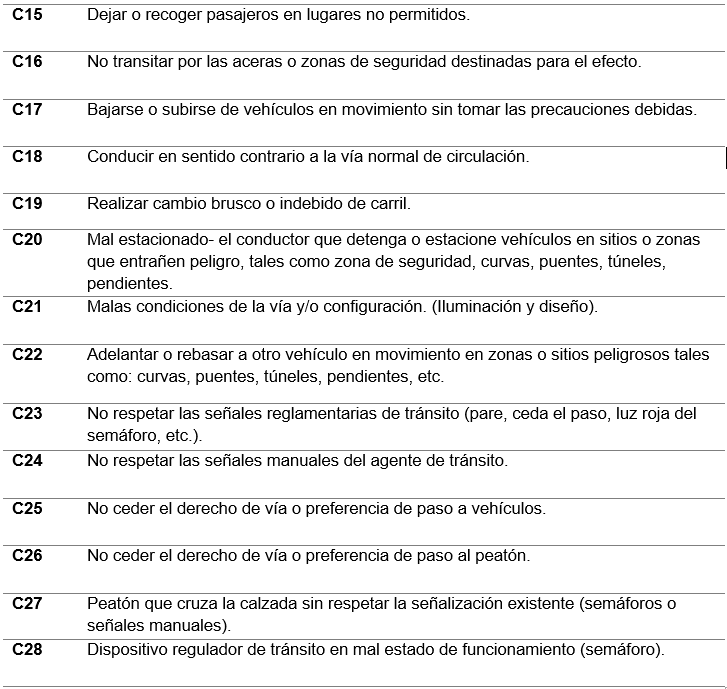 C15 Dejar o recoger pasajeros en lugares no permitidos.
C16 No transitar por las aceras o zonas de seguridad destinadas para el efecto.
C17 Bajarse o subirse de vehículos en movimiento sin tomar las precauciones debidas.
C18 Conducir en sentido contrario a la vía normal de circulación.
C19 Realizar cambio brusco o indebido de carril.
C20 Mal estacionado- el conductor que detenga o estacione vehículos en sitios o zonas
que entrañen peligro, tales como zona de seguridad, curvas, puentes, túneles,
pendientes.
C21 Malas condiciones de la vía y/o configuración. (Iluminación y diseño).
C22 Adelantar o rebasar a otro vehículo en movimiento en zonas o sitios peligrosos tales
como: curvas, puentes, túneles, pendientes, etc.
C23 No respetar las señales reglamentarias de tránsito (pare, ceda el paso, luz roja del
semáforo, etc.).
C24 No respetar las señales manuales del agente de tránsito.
C25 No ceder el derecho de vía o preferencia de paso a vehículos.
C26 No ceder el derecho de vía o preferencia de paso al peatón.
C27 Peatón que cruza la calzada sin respetar la señalización existente (semáforos o
señales manuales).
C28 Dispositivo regulador de tránsito en mal estado de funcionamiento (semáforo).